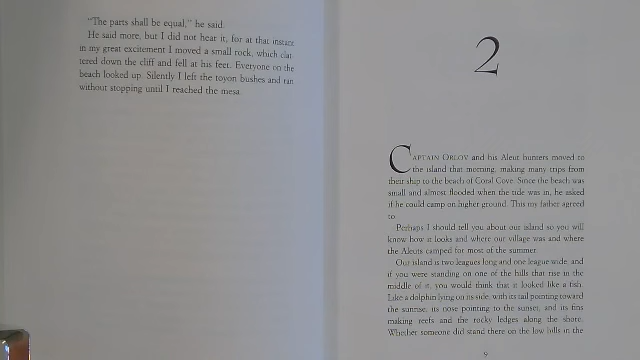 "The parts shall be equal," he said.
He said more, but I did not hear it, for at that instant
in my great excitement I moved a small rock, which clat-
tered down the cliff and fell at his feet. Everyone on the
beach looked up. Silently I left the toyon bushes and ran
without stopping until I reached the mesa.
2
CAPTAIN ORLOV and his Aleut hunters moved to
the island that morning, making many trips from
their ship to the beach of Coral Cove. Since the beach was
small and almost flooded when the tide was in, he asked
if he could camp on higher ground. This my father agreed
to.
Perhaps I should tell you about our island so you will
know how it looks and where our village was and where
the Aleuts camped for most of the summer.
Our island is two leagues long and one league wide, and
if you were standing on one of the hills that rise in the
middle of it, you would think that it looked like a fish.
Like a dolphin lying on its side, with its tail pointing toward
the sunrise, its nose pointing to the sunset, and its fins
making reefs and the rocky ledges along the shore.
Whether someone did stand there on the low hills in the
9